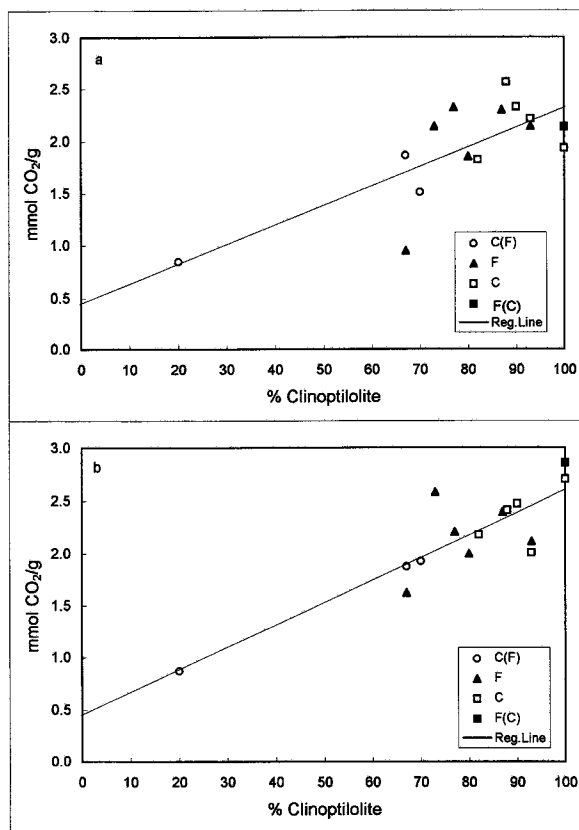 a
3.0
2.5
2.0
1.5
1.0
0.5
0.0
mmol CO₂/g
0 10 20 30 40 50 60 70 80 90 100
% Clinoptilolite
C(F)
F
C
F(C)
Reg.Line
b
3.0
2.5
2.0
1.5
1.0
0.5
0.0
mmol CO₂/g
0 10 20 30 40 50 60 70 80 90 100
% Clinoptilolite
C(F)
F
C
F(C)
Reg.Line